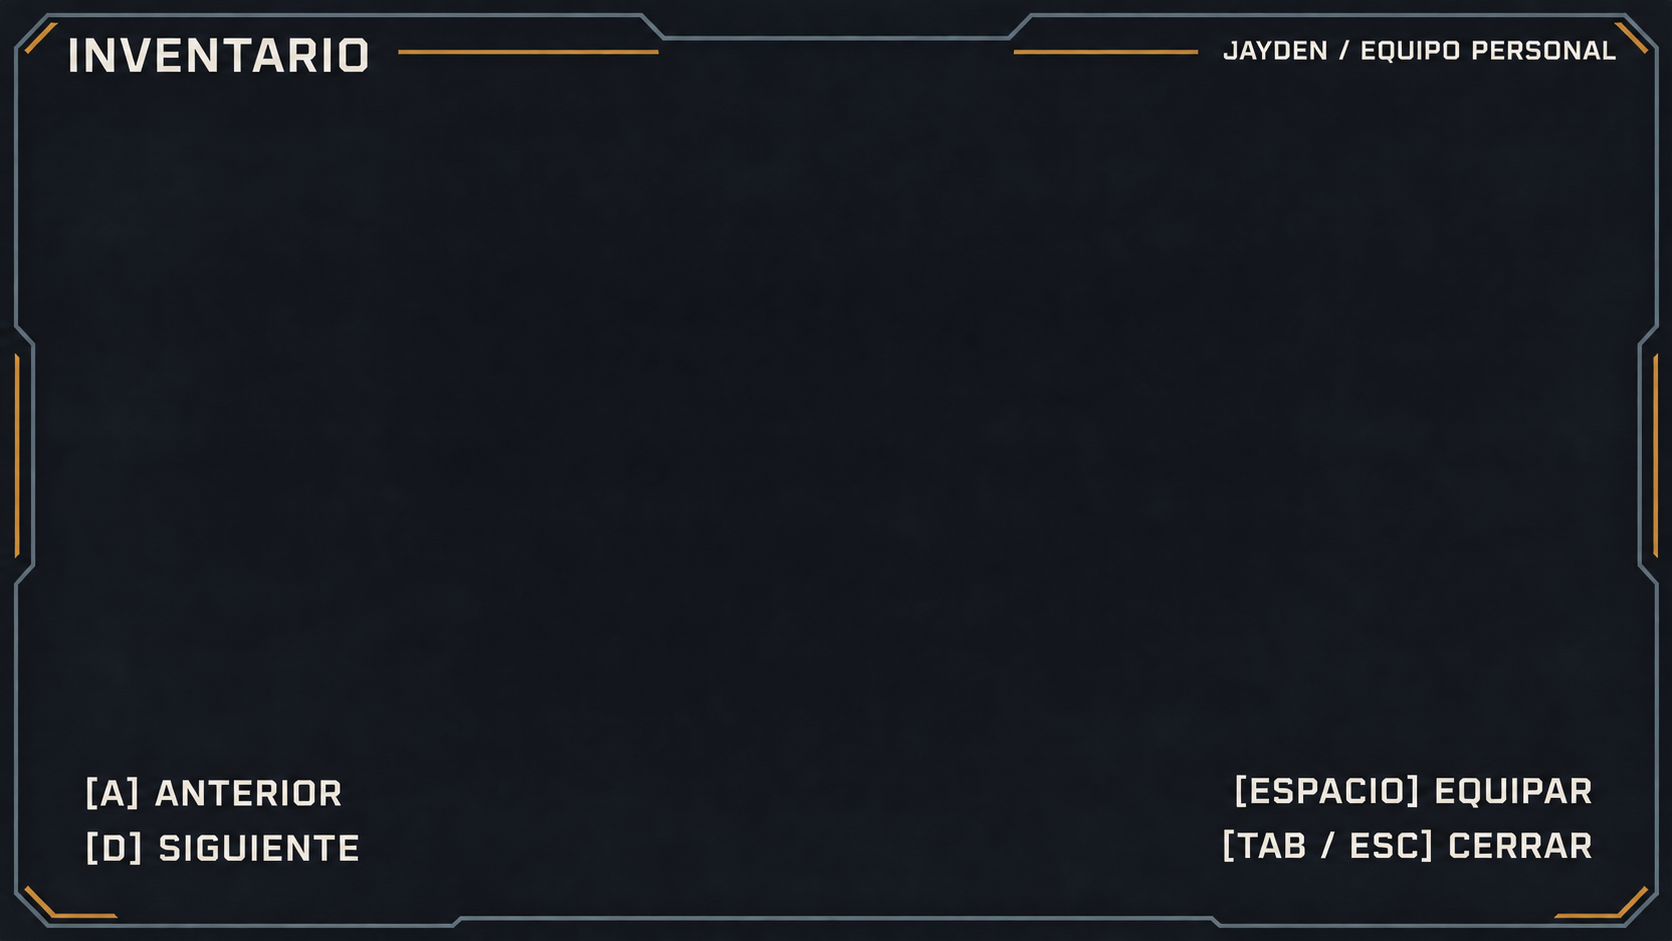 INVENTARIO
JAYDEN / EQUIPO PERSONAL
[A] ANTERIOR
[D] SIGUIENTE
[ESPACIO] EQUIPAR
[TAB / ESC] CERRAR